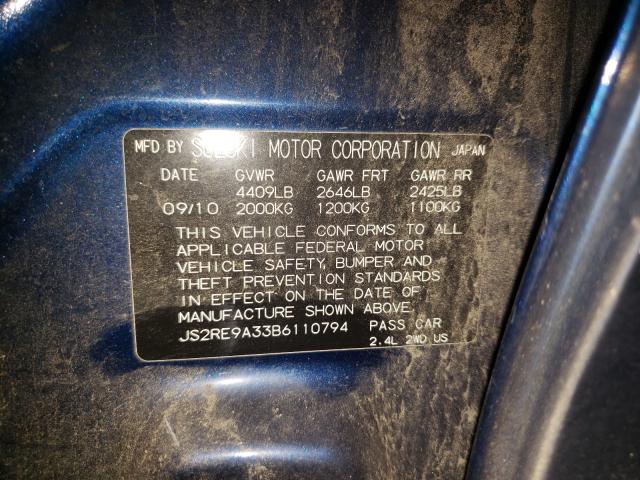 MFD BY SUZUKI MOTOR CORPORATION JAPAN
DATE GVWR GAWR FRT GAWR RR
4409LB 2646LB 2425LB
09/10 2000KG 1200KG 1100KG
THIS VEHICLE CONFORMS TO ALL
APPLICABLE FEDERAL MOTOR
VEHICLE SAFETY, BUMPER AND
THEFT PREVENTION STANDARDS
IN EFFECT ON THE DATE OF
MANUFACTURE SHOWN ABOVE.
JS2RE9A33B6110794 PASS CAR
2.4L 2WD US